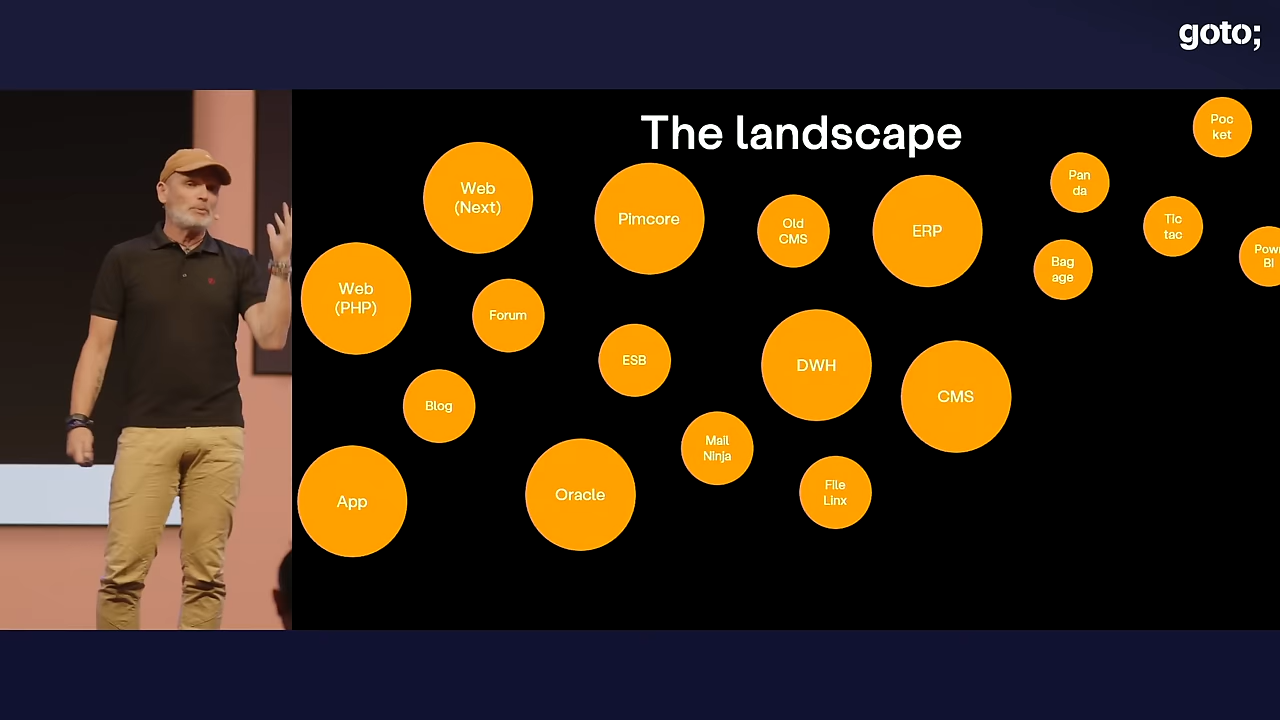 goto;
The landscape
Poc
ket
Pan
da
Web
(Next)
Pimcore
Old
CMS
ERP
Tic
tac
Bag
age
BI
Web
(PHP)
Forum
ESB
DWH
CMS
Blog
Mail
Ninja
App
Oracle
File
Linx